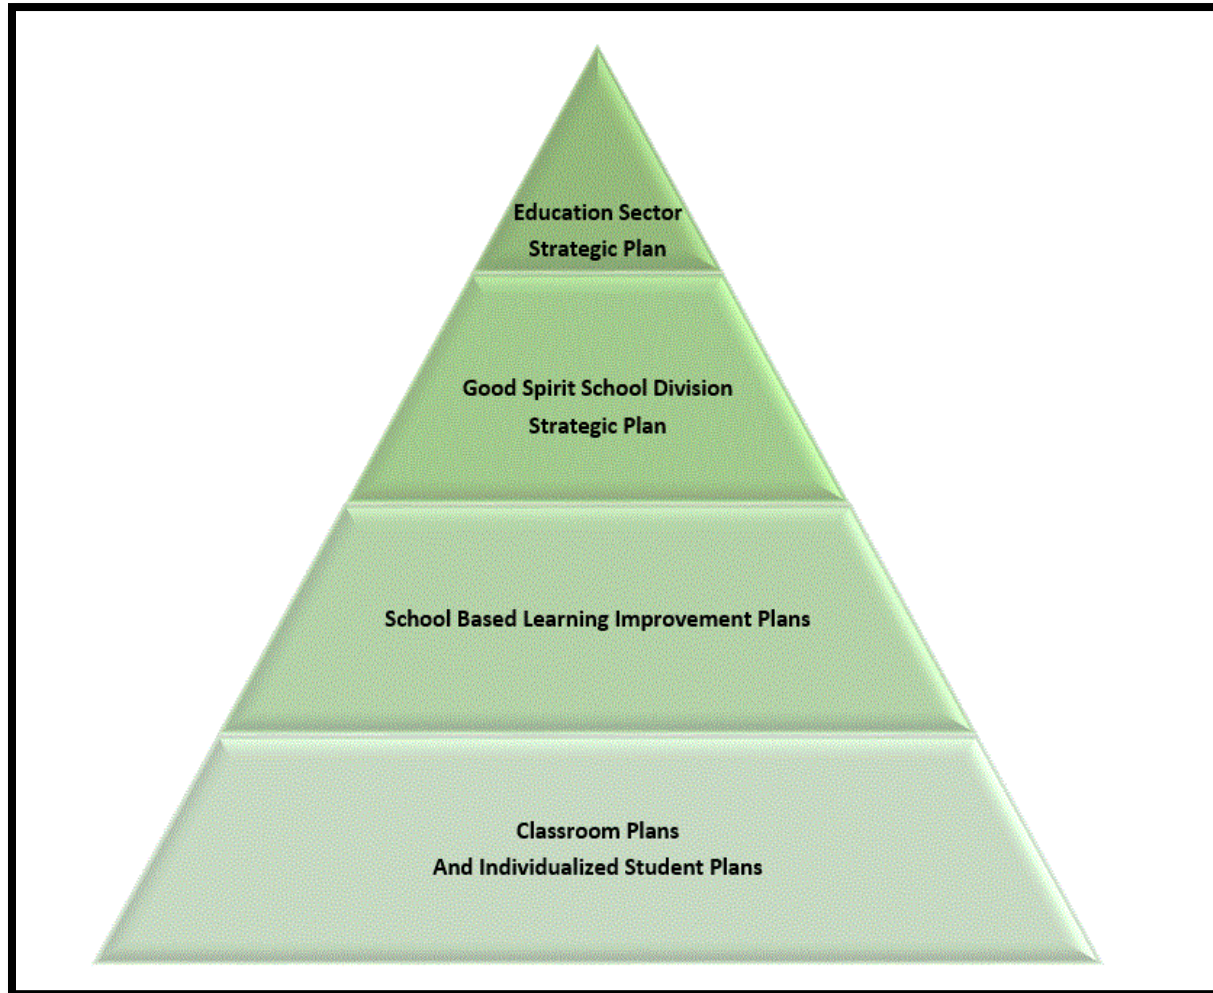 Education Sector
Strategic Plan
Good Spirit School Division
Strategic Plan
School Based Learning Improvement Plans
Classroom Plans
And Individualized Student Plans